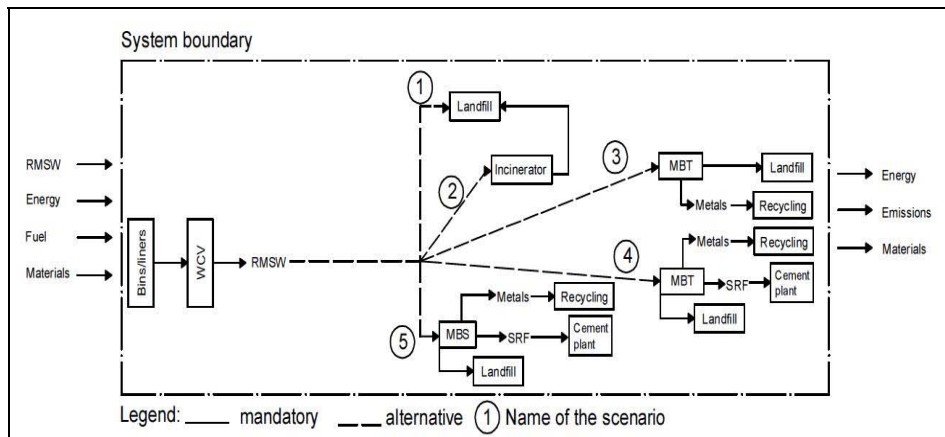 System boundary
RMSW
Energy
Fuel
Materials
Bins/liners
WCV
RMSW
1
Landfill
2
Incinerator
3
MBT
Landfill
Metals
Recycling
4
MBT
Metals
Recycling
SRF
Cement
plant
Landfill
5
MBS
Metals
Recycling
SRF
Cement
plant
Landfill
Energy
Emissions
Materials
Legend: mandatory alternative 1 Name of the scenario